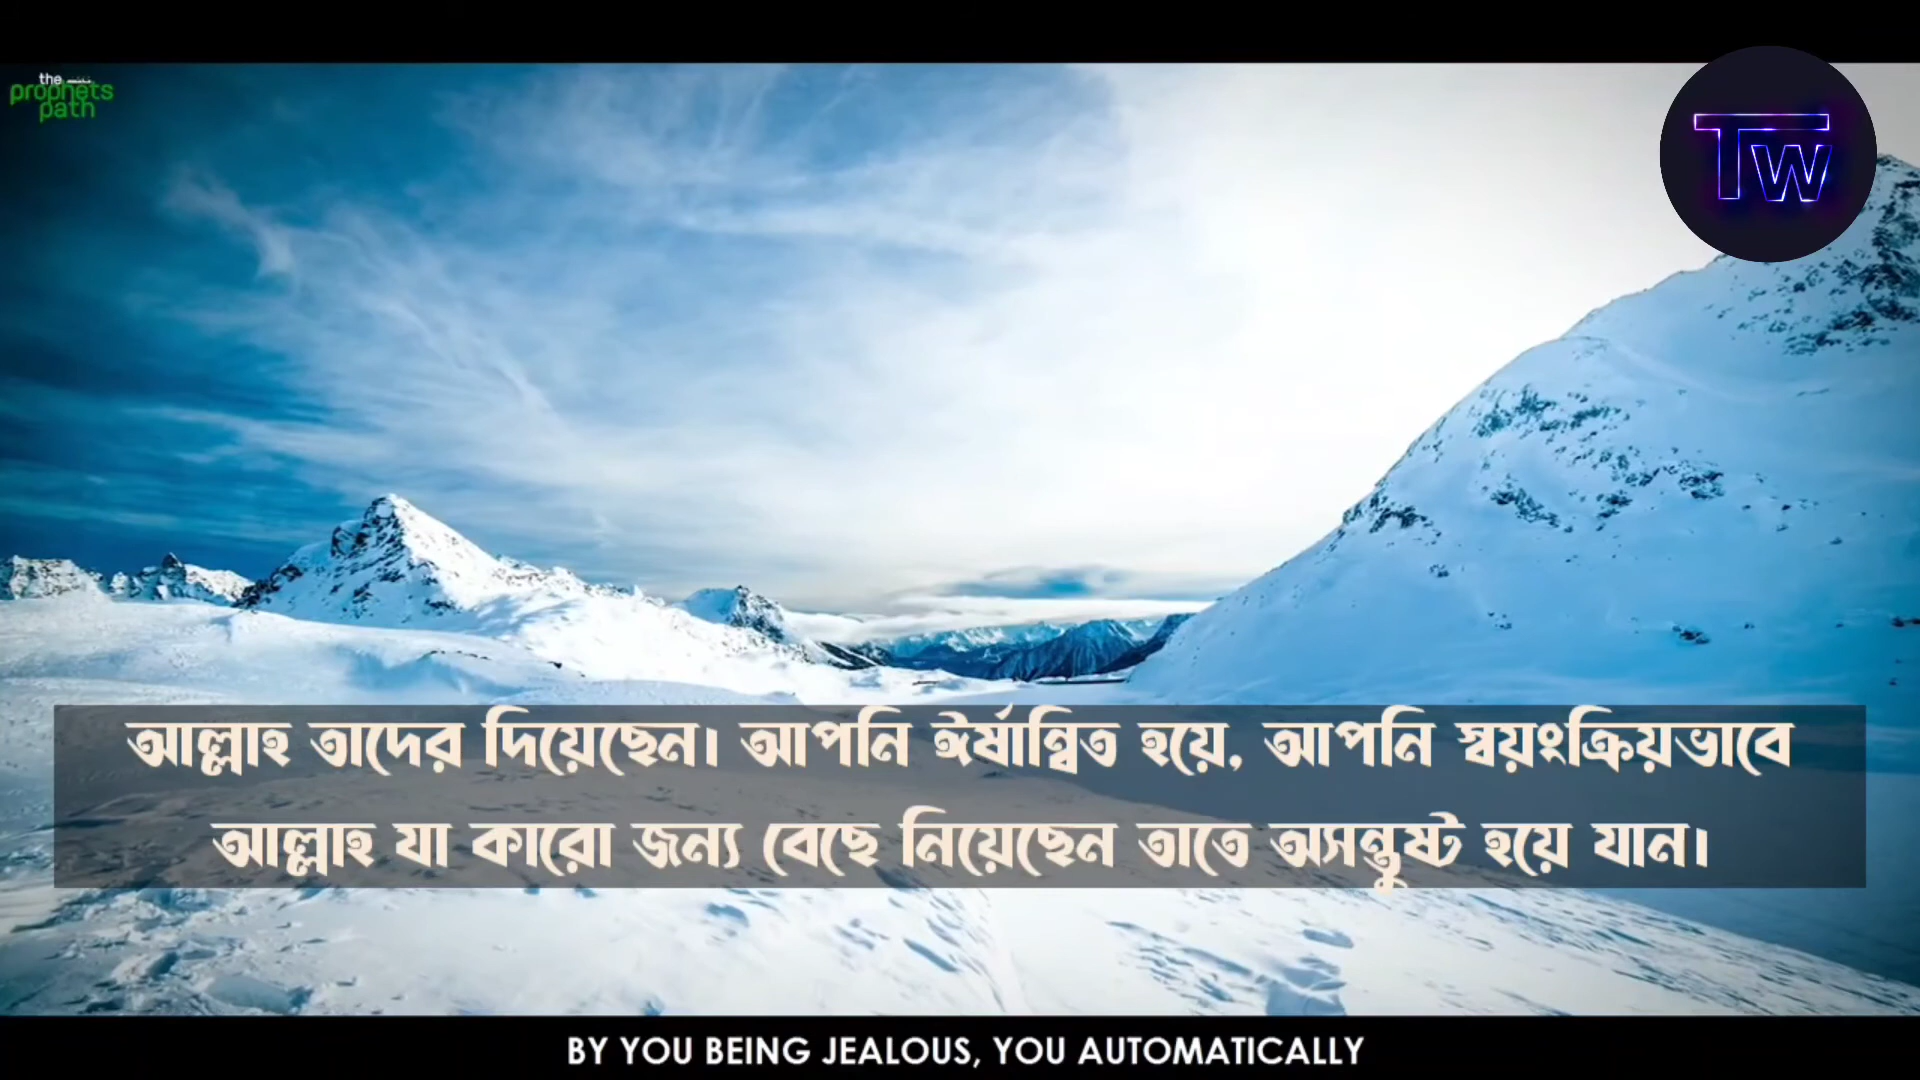 the
prophets
path
TW
আল্লাহ তাদের দিয়েছেন। আপনি ঈর্ষান্বিত হয়ে, আপনি স্বয়ংক্রিয়ভাবে
আল্লাহ যা কারো জন্য বেছে নিয়েছেন তাতে অসন্তুষ্ট হয়ে যান।
BY YOU BEING JEALOUS, YOU AUTOMATICALLY